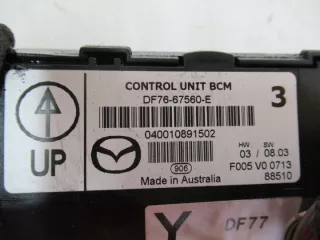 CONTROL UNIT BCM
DF76-67560-E
3
040010891502
UP
HW SW
03 / 08.03
906
F005 V0 0713
Made in Australia
88510
Y DF77